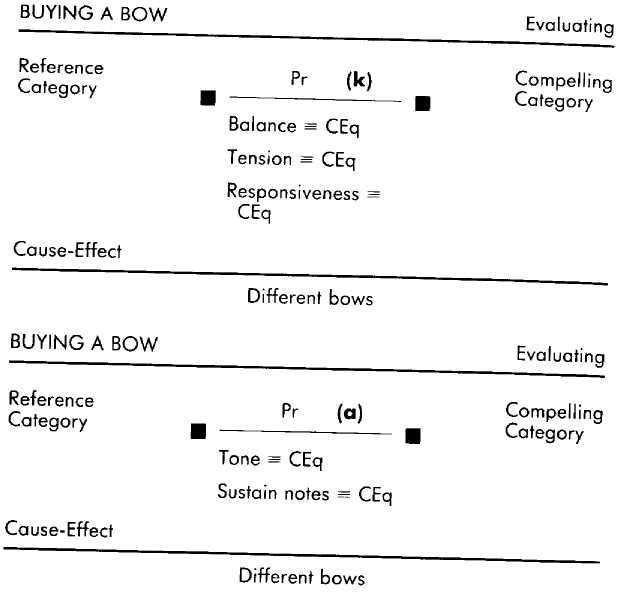 BUYING A BOW
Evaluating
Reference
Category
Pr (k)
Compelling
Category
Balance ≡ CEq
Tension ≡ CEq
Responsiveness ≡
CEq
Cause-Effect
Different bows
BUYING A BOW
Evaluating
Reference
Category
Pr (a)
Compelling
Category
Tone ≡ CEq
Sustain notes ≡ CEq
Cause-Effect
Different bows